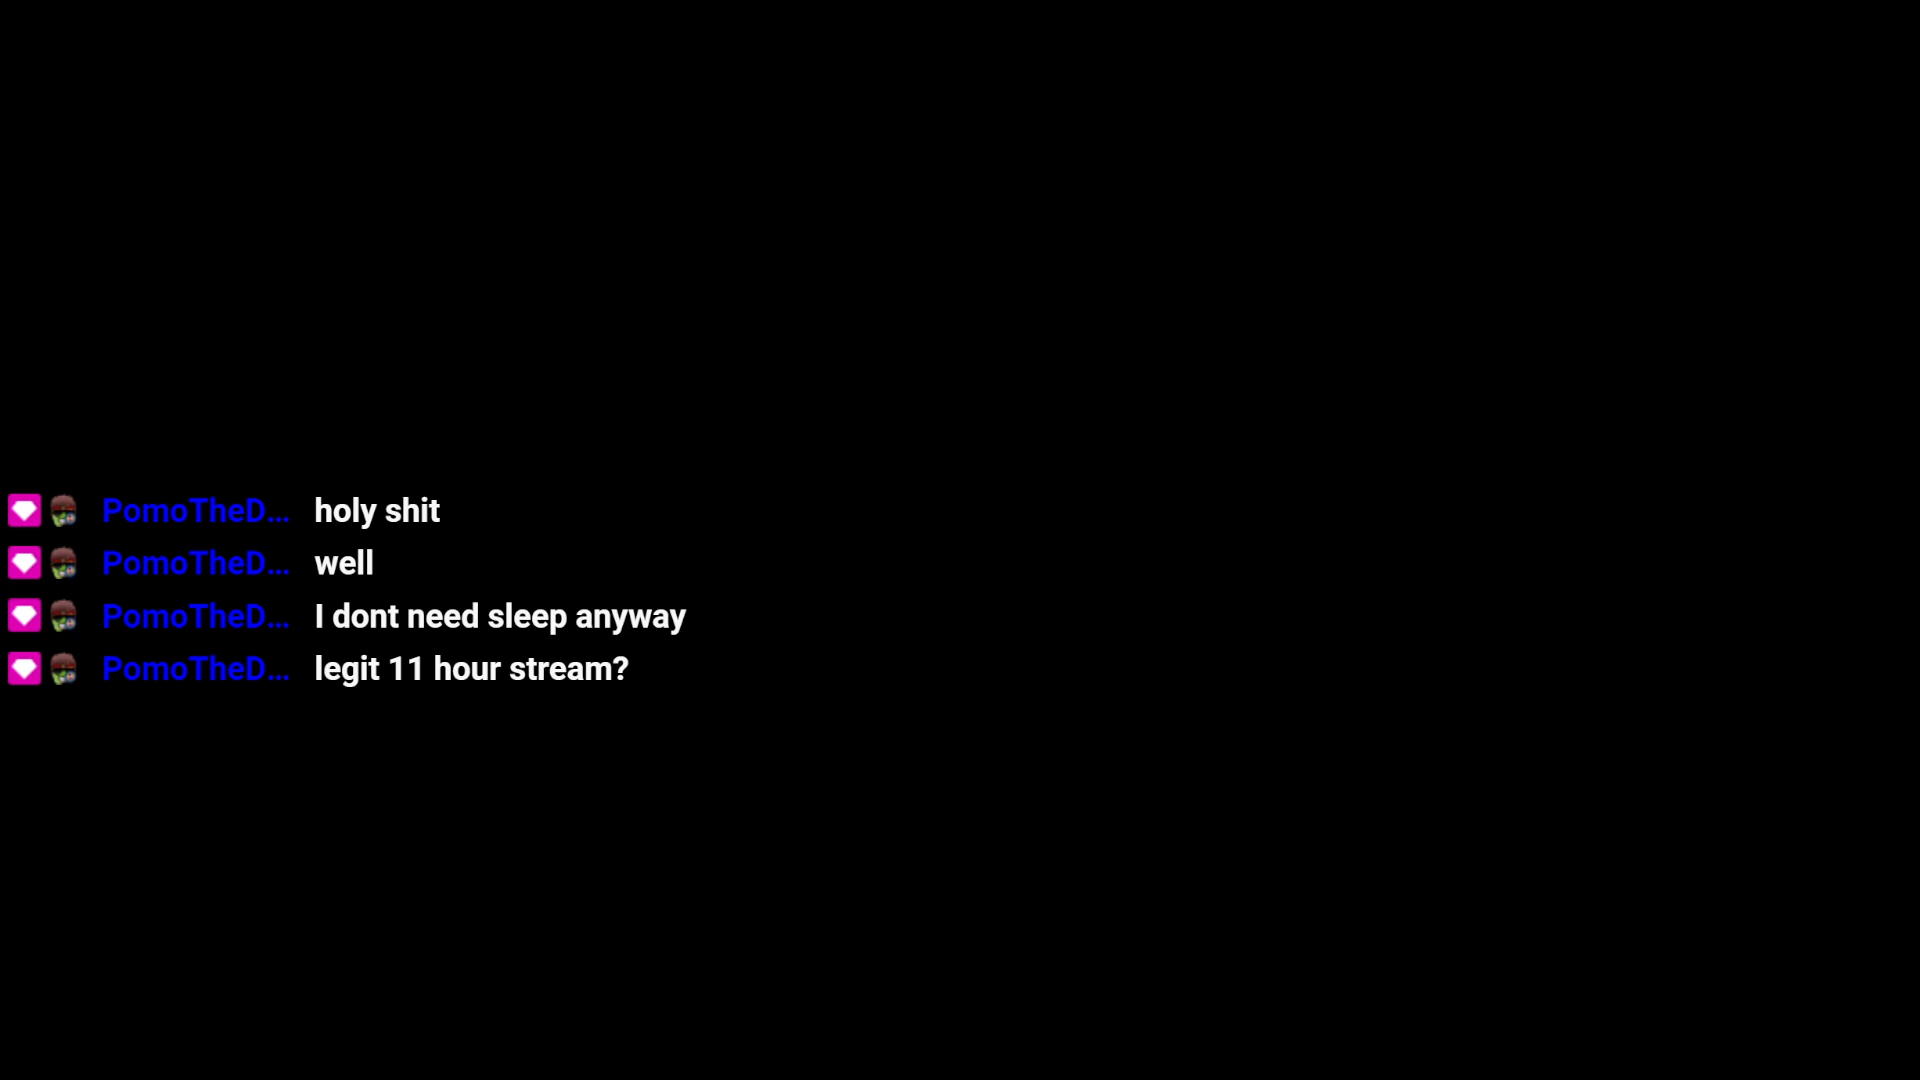 PomoTheD... holy shit
PomoTheD... well
PomoTheD... I dont need sleep anyway
PomoTheD... legit 11 hour stream?